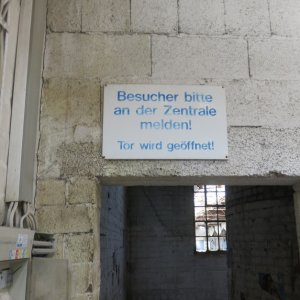 Besucher bitte
an der Zentrale
melden!
Tor wird geöffnet!